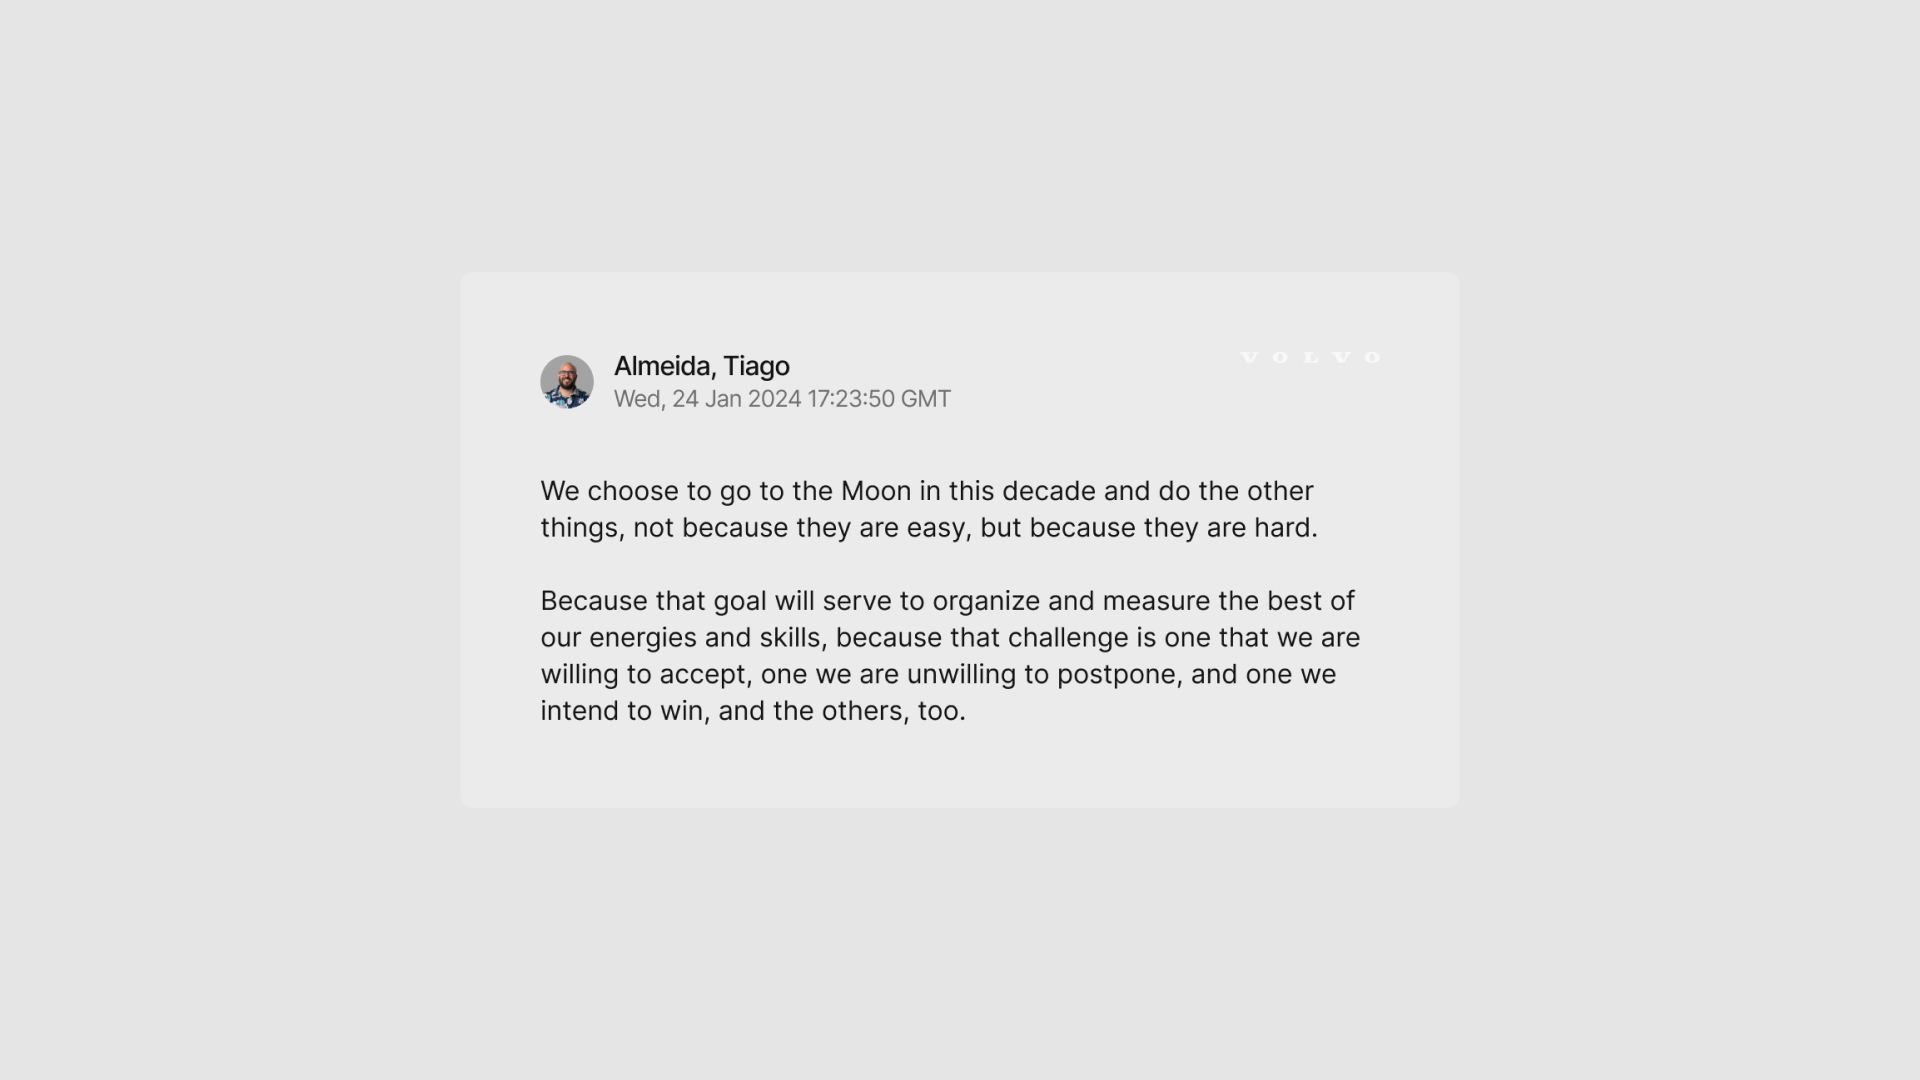 Almeida, Tiago
VOLVO
Wed, 24 Jan 2024 17:23:50 GMT
We choose to go to the Moon in this decade and do the other
things, not because they are easy, but because they are hard.
Because that goal will serve to organize and measure the best of
our energies and skills, because that challenge is one that we are
willing to accept, one we are unwilling to postpone, and one we
intend to win, and the others, too.